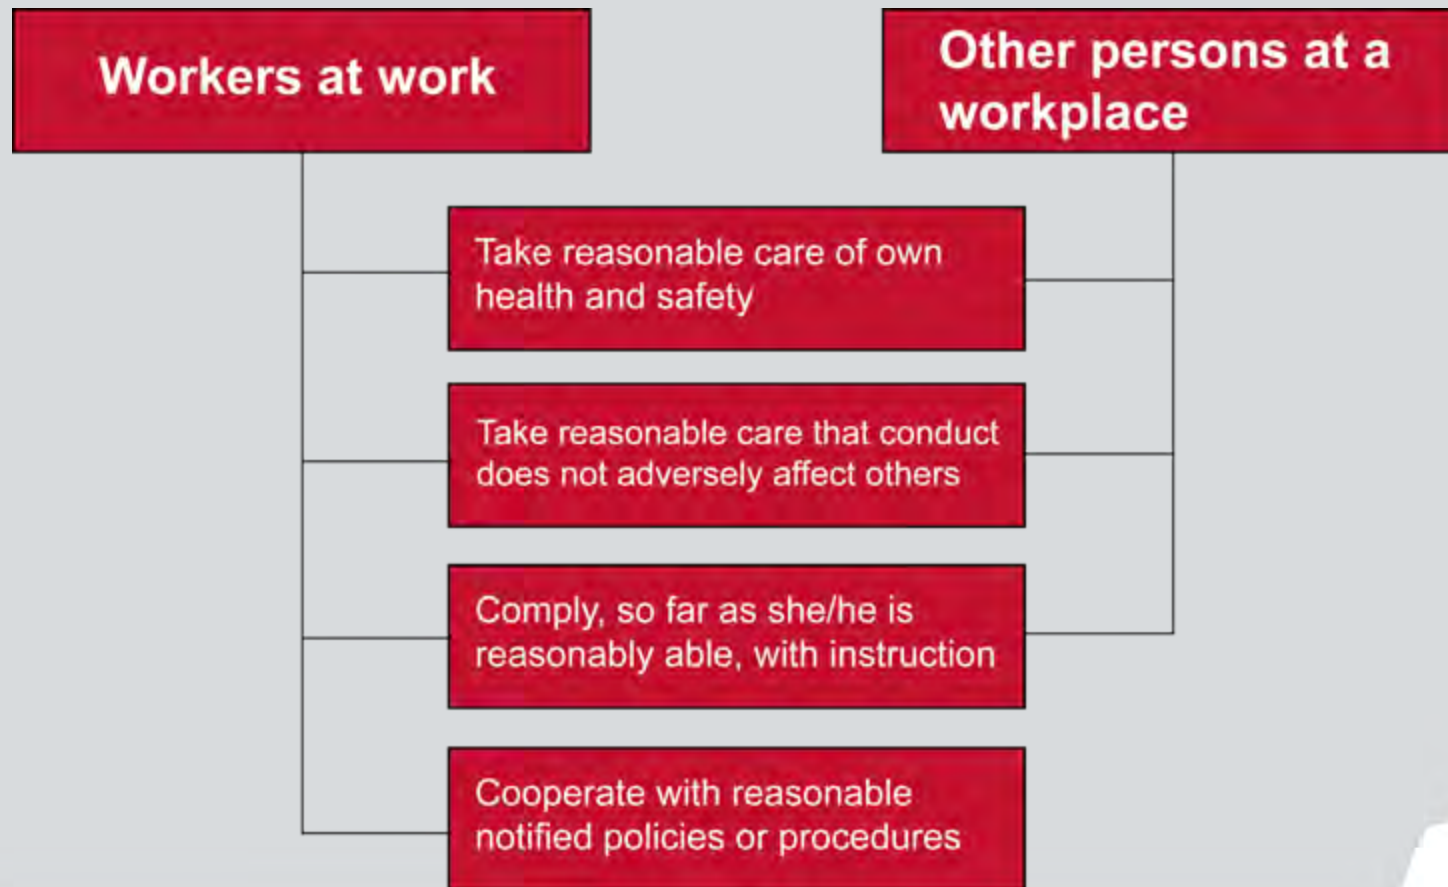 Workers at work
Other persons at a
workplace
Take reasonable care of own
health and safety
Take reasonable care that conduct
does not adversely affect others
Comply, so far as she/he is
reasonably able, with instruction
Cooperate with reasonable
notified policies or procedures